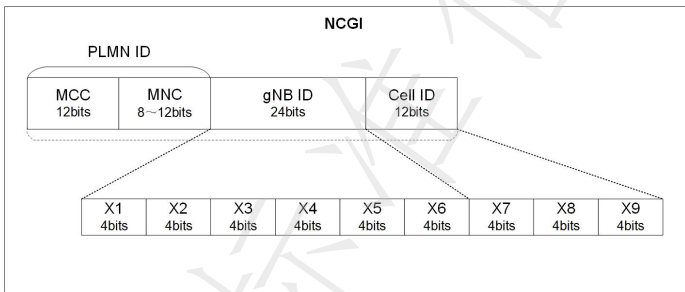 NCGI
PLMN ID
MCC MNC gNB ID Cell ID
12bits 8～12bits 24bits 12bits
X1 X2 X3 X4 X5 X6 X7 X8 X9
4bits 4bits 4bits 4bits 4bits 4bits 4bits 4bits 4bits